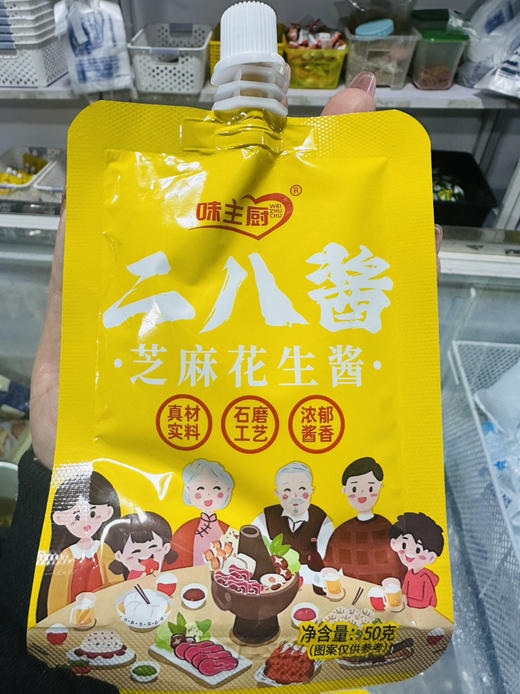 味主厨®
WEI
ZHU
CHU
二八酱
·芝麻花生酱·
真材
实料
石磨
工艺
浓郁
酱香
净含量:50克
(图案仅供参考)